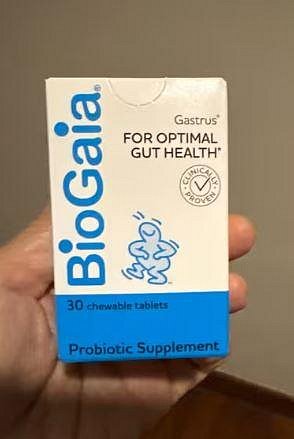 BioGaia®
Gastrus®
FOR OPTIMAL
GUT HEALTH*
CLINICALLY
PROVEN
30 chewable tablets
Probiotic Supplement